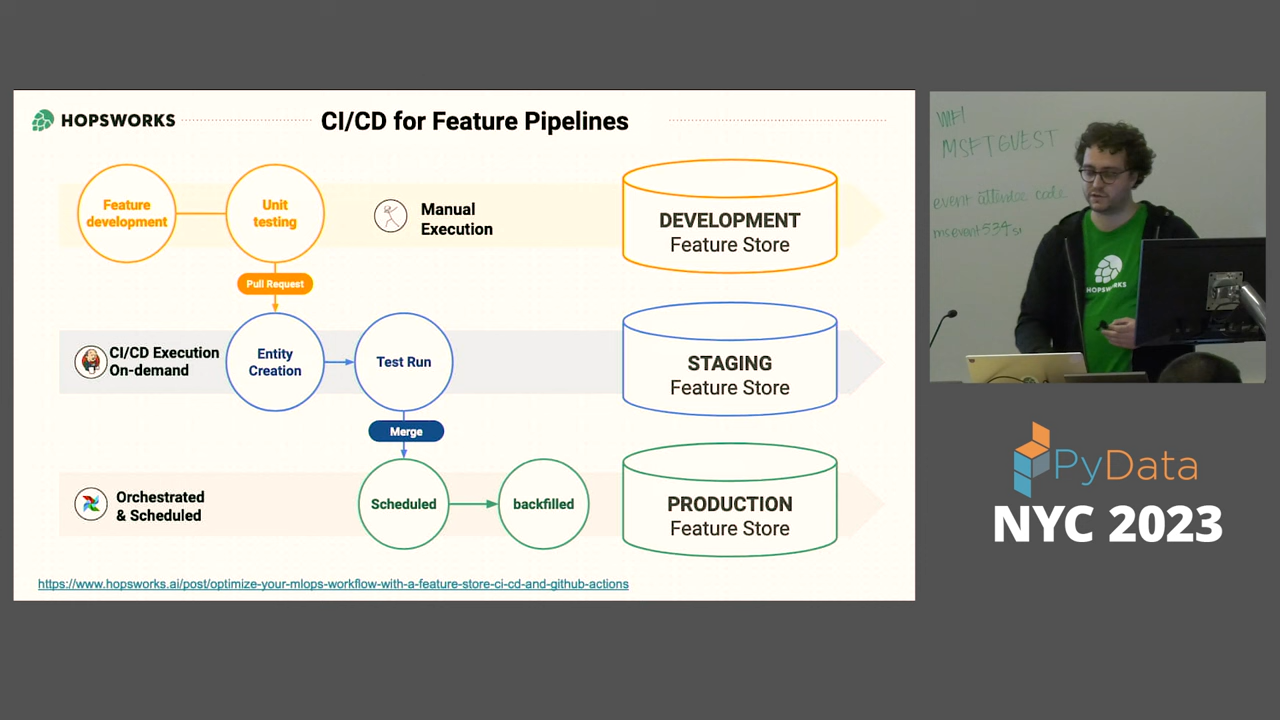 HOPSWORKS
CI/CD for Feature Pipelines
Feature
development
Unit
testing
Manual
Execution
DEVELOPMENT
Feature Store
Pull Request
CI/CD Execution
On-demand
Entity
Creation
Test Run
STAGING
Feature Store
Merge
Orchestrated
& Scheduled
Scheduled
backfilled
PRODUCTION
Feature Store
https://www.hopsworks.ai/post/optimize-your-mlops-workflow-with-a-feature-store-ci-cd-and-github-actions
MSFTGUEST
event attendee code
HOPSWORKS
PyData
NYC 2023